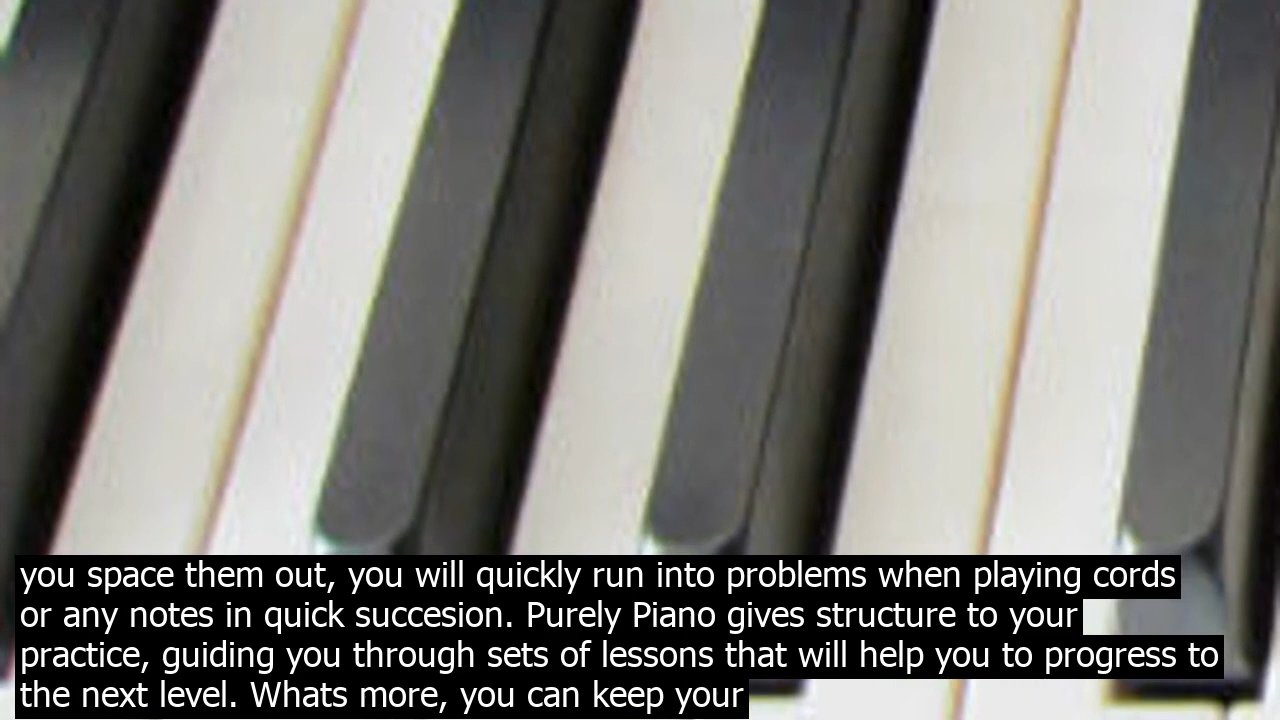 you space them out, you will quickly run into problems when playing cords
or any notes in quick succesion. Purely Piano gives structure to your
practice, guiding you through sets of lessons that will help you to progress to
the next level. Whats more, you can keep your